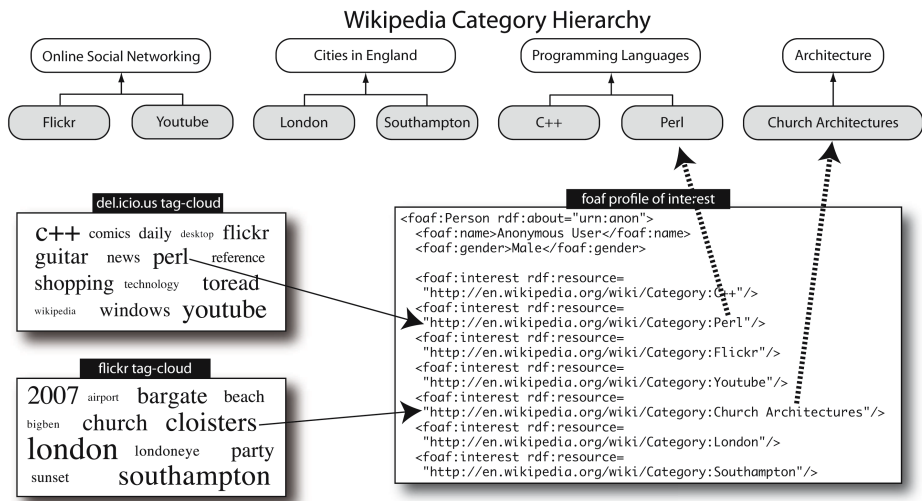 Wikipedia Category Hierarchy
Online Social Networking Cities in England Programming Languages Architecture
Flickr Youtube London Southampton C++ Perl Church Architectures
del.icio.us tag-cloud
c++ comics daily desktop flickr
guitar news perl reference
shopping technology toread
wikipedia windows youtube
flickr tag-cloud
2007 airport bargate beach
bigben church cloisters
london londoneye party
sunset southampton
foaf profile of interest
<foaf:Person rdf:about="urn:anon">
<foaf:name>Anonymous User</foaf:name>
<foaf:gender>Male</foaf:gender>
<foaf:interest rdf:resource=
"http://en.wikipedia.org/wiki/Category:C++"/>
<foaf:interest rdf:resource=
"http://en.wikipedia.org/wiki/Category:Perl"/>
<foaf:interest rdf:resource=
"http://en.wikipedia.org/wiki/Category:Flickr"/>
<foaf:interest rdf:resource=
"http://en.wikipedia.org/wiki/Category:Youtube"/>
<foaf:interest rdf:resource=
"http://en.wikipedia.org/wiki/Category:Church Architectures"/>
<foaf:interest rdf:resource=
"http://en.wikipedia.org/wiki/Category:London"/>
<foaf:interest rdf:resource=
"http://en.wikipedia.org/wiki/Category:Southampton"/>